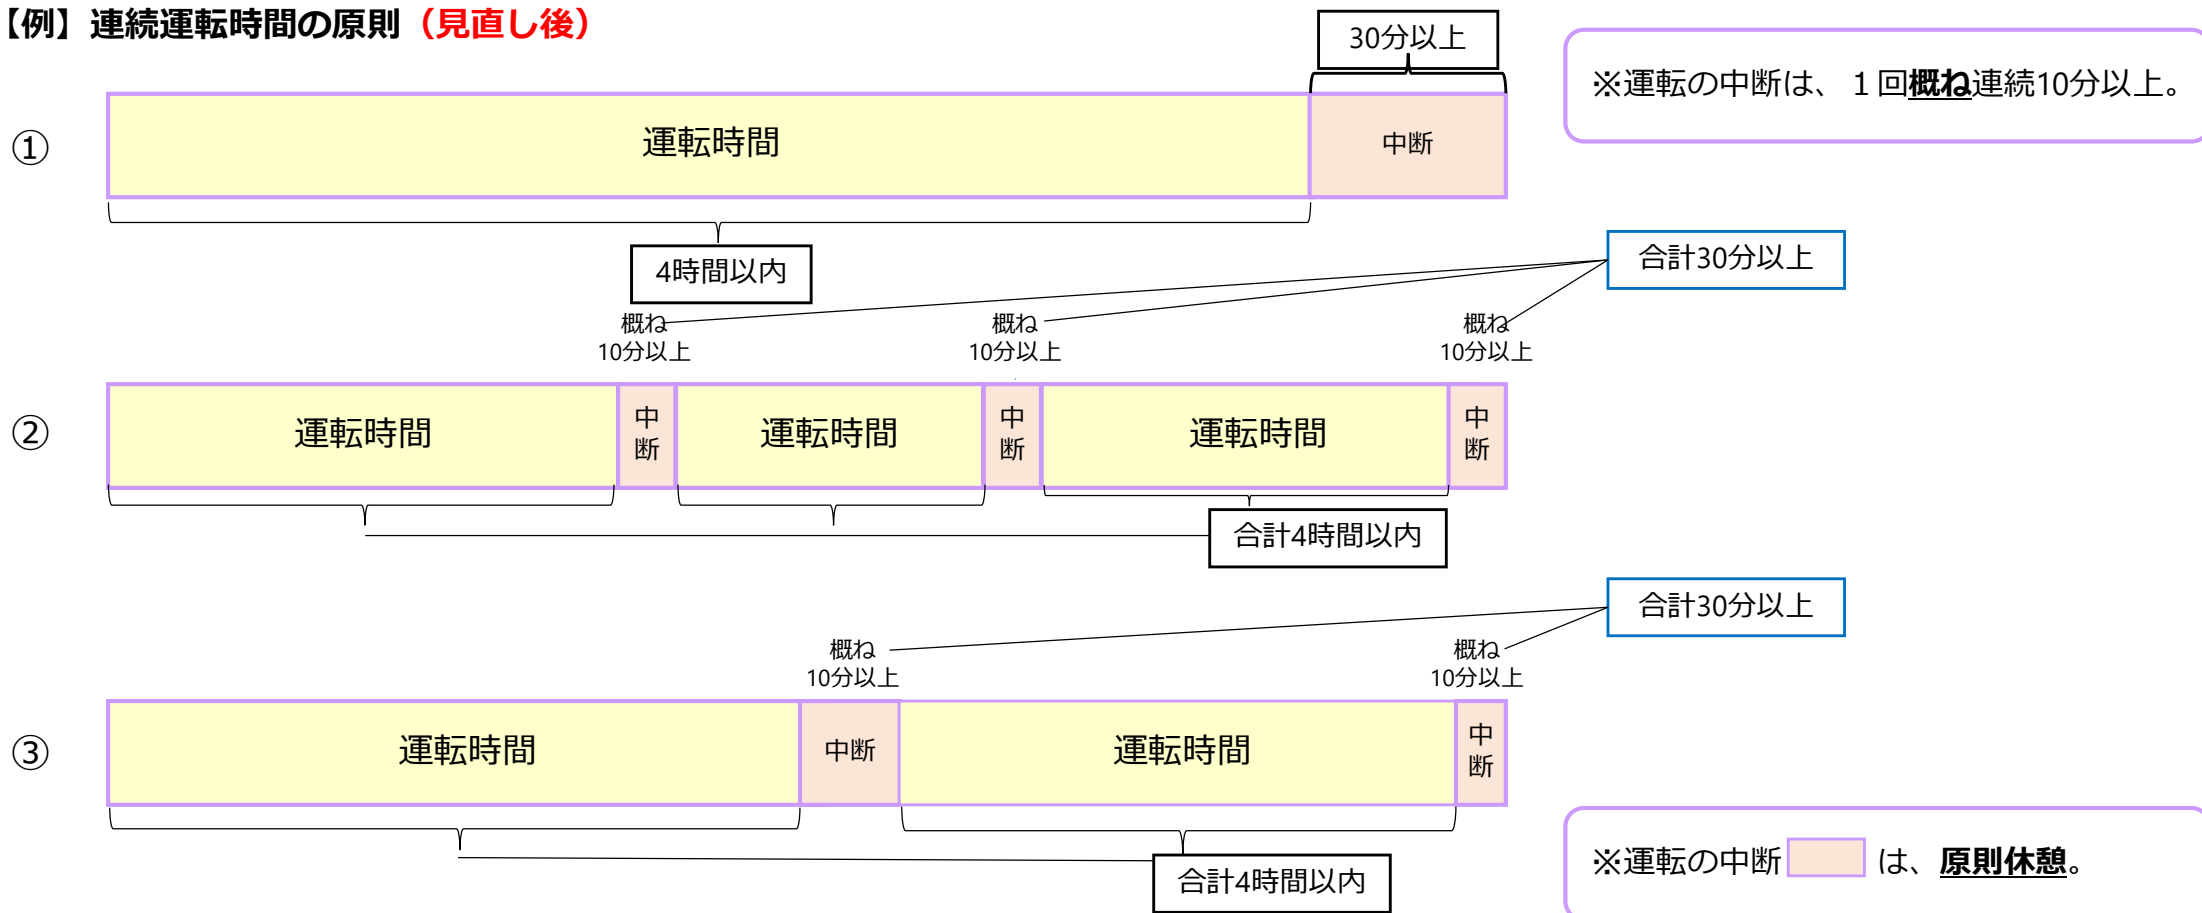 【例】連続運転時間の原則（見直し後）
30分以上
※運転の中断は、１回概ね連続10分以上。
①
運転時間
中断
4時間以内
合計30分以上
概ね
10分以上
概ね
10分以上
概ね
10分以上
②
運転時間
中
断
運転時間
中
断
運転時間
中
断
合計4時間以内
合計30分以上
概ね
10分以上
概ね
10分以上
③
運転時間
中断
運転時間
中
断
合計4時間以内
※運転の中断 は、原則休憩。